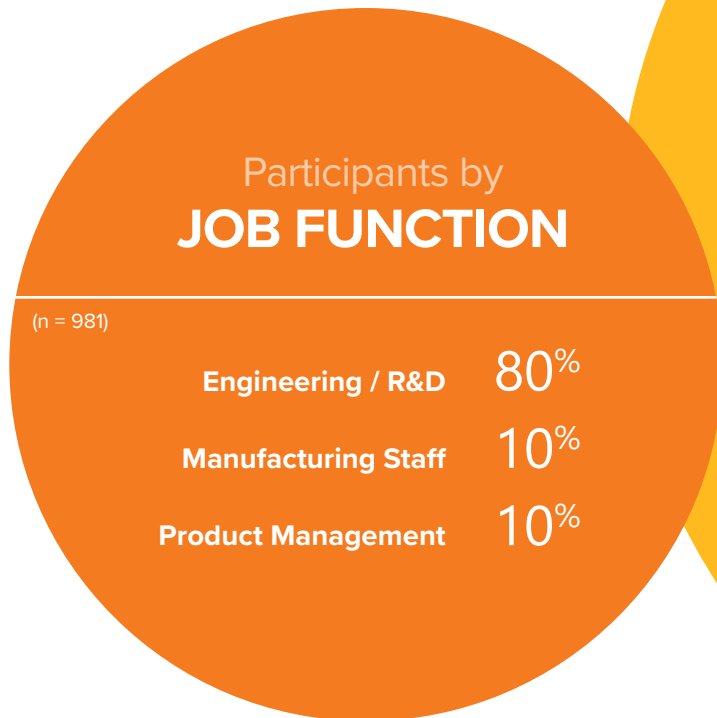 Participants by
JOB FUNCTION
(n = 981)
Engineering / R&D 80%
Manufacturing Staff 10%
Product Management 10%